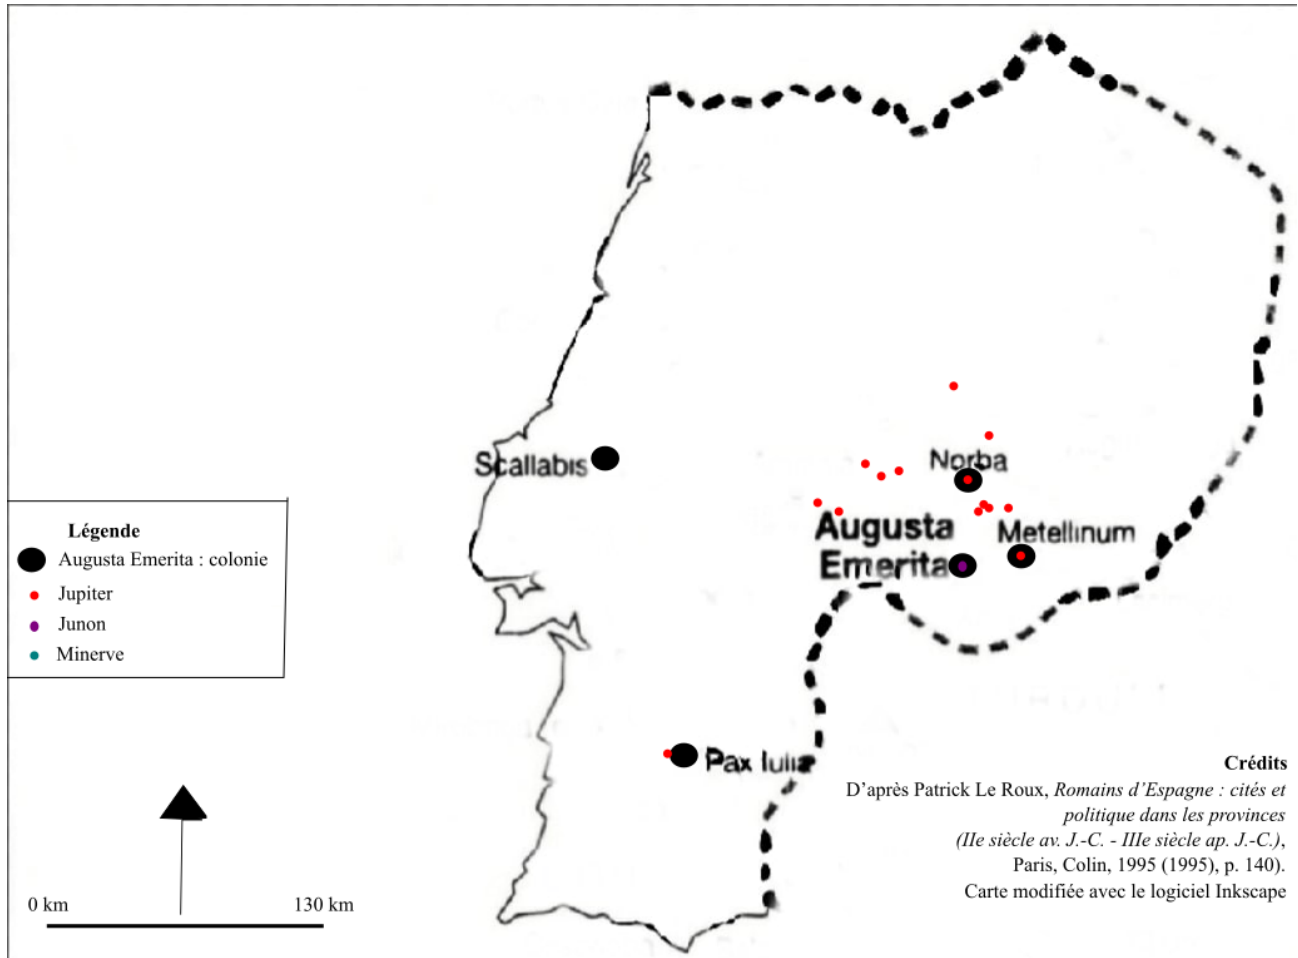 Scallabis
Norba
Augusta
Emerita
Metellinum
Pax Iulia
Légende
Augusta Emerita : colonie
Jupiter
Junon
Minerve
0 km
130 km
Crédits
D'après Patrick Le Roux, Romains d'Espagne : cités et
politique dans les provinces
(IIe siècle av. J.-C. - IIIe siècle ap. J.-C.),
Paris, Colin, 1995 (1995), p. 140).
Carte modifiée avec le logiciel Inkscape